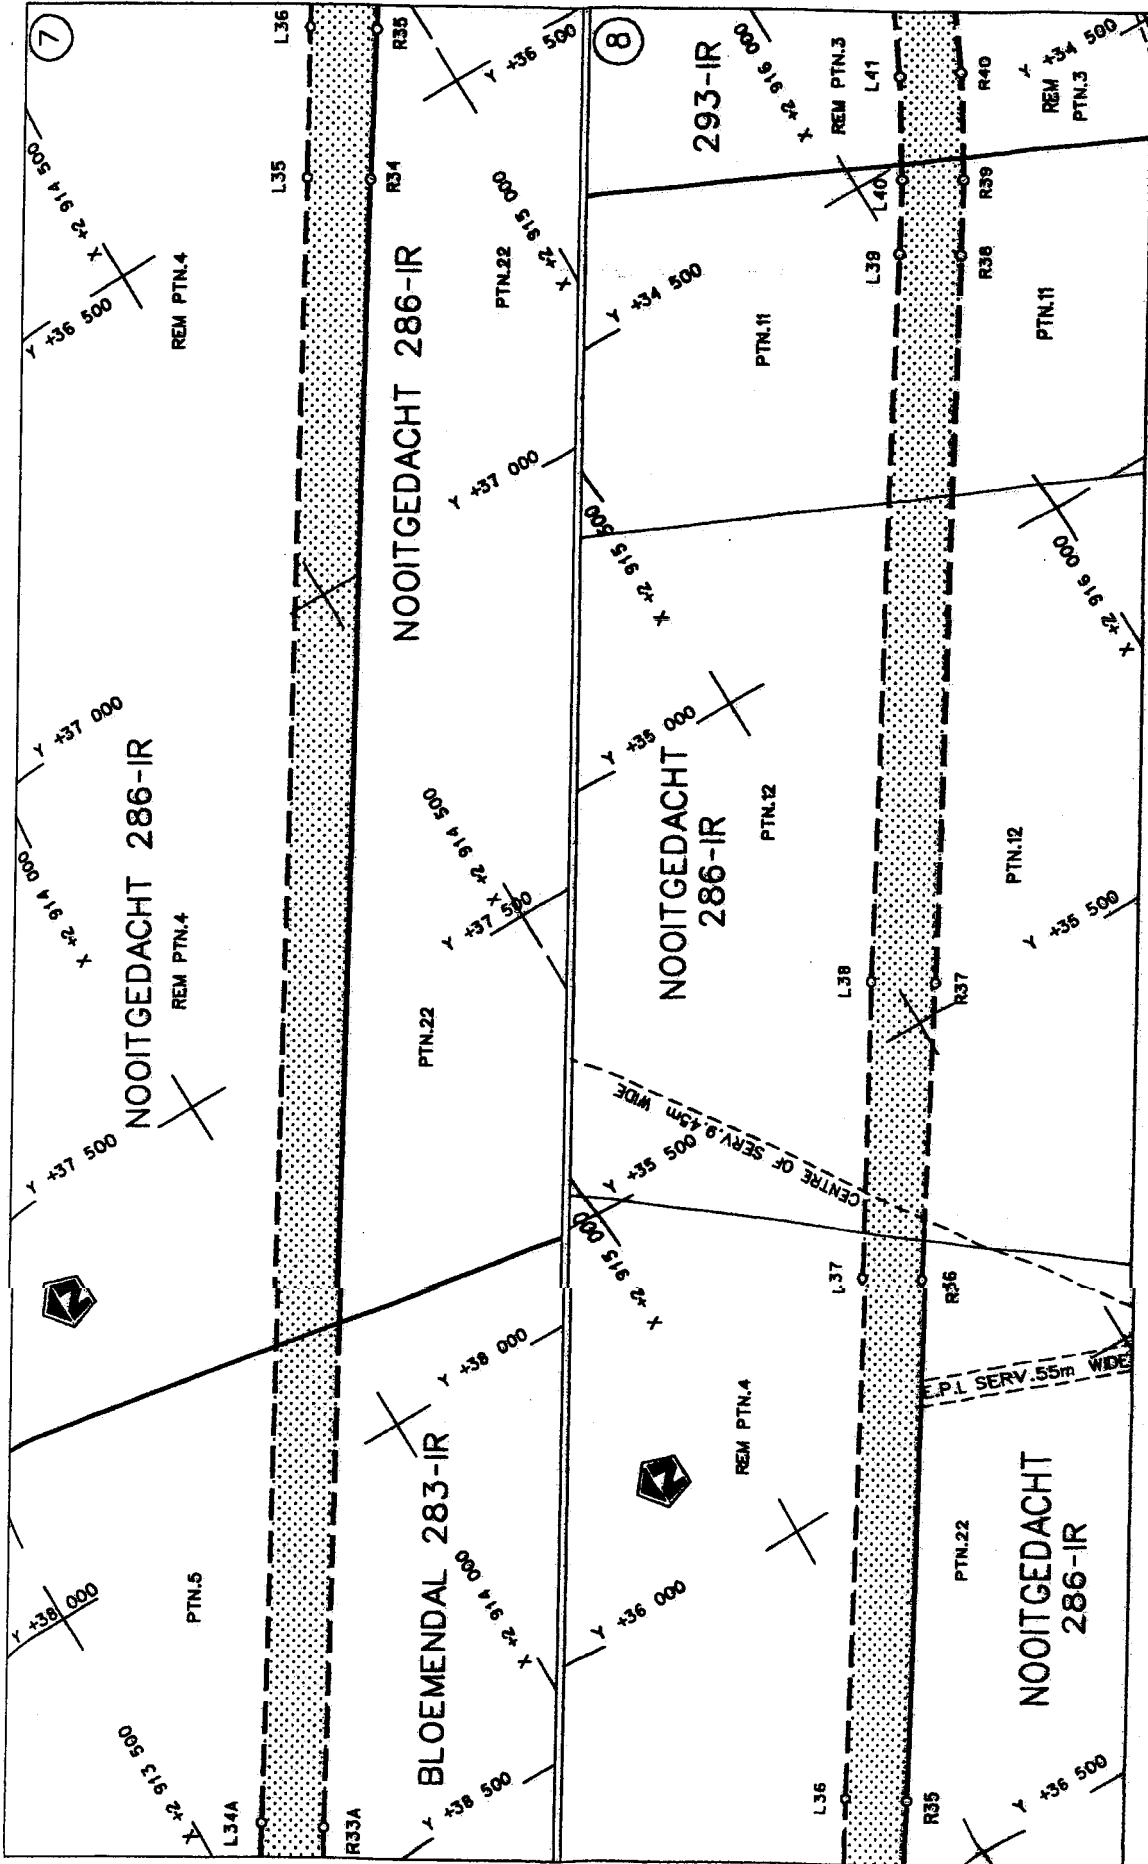 7
Y +38 000
X +2 913 500
PTN.5
L34A
R33A
Y +38 500
BLOEMENDAL 283-IR
X +2 914 000
Y +38 000
Y +37 500
N
NOOITGEDACHT 286-IR
REM PTN.4
X +2 914 000
Y +37 000
PTN.22
Y +37 500
X +2 914 500
Y +37 000
NOOITGEDACHT 286-IR
PTN.22
X +2 915 000
Y +36 500
X +2 914 500
REM PTN.4
L35
R34
L36
R35
Y +36 500
8
L36
R35
Y +36 500
Y +36 000
NOOITGEDACHT
286-IR
PTN.22
N
REM PTN.4
E.P.L SERV.55m WIDE
X +2 915 000
Y +35 500
L37
R36
CENTRE OF SERV.9.45m WIDE
L38
R37
NOOITGEDACHT
286-IR
PTN.12
Y +35 000
PTN.12
Y +35 500
X +2 915 500
X +2 916 000
Y +34 500
PTN.11
PTN.11
L39
R38
L40
R39
293-IR
X +2 916 000
REM PTN.3
L41
R40
REM
PTN.3
Y +34 500